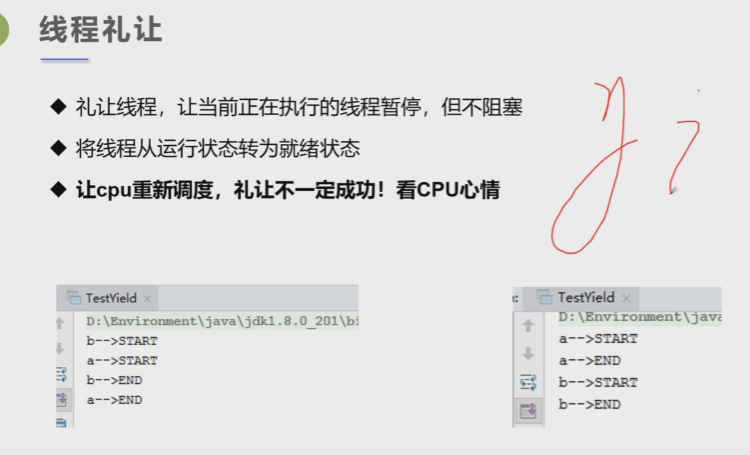 线程礼让
◆ 礼让线程，让当前正在执行的线程暂停，但不阻塞
◆ 将线程从运行状态转为就绪状态
◆ 让cpu重新调度，礼让不一定成功！看CPU心情
TestYield ×
D:\Environment\java\jdk1.8.0_201\bi
b-->START
a-->START
b-->END
a-->END
TestYield ×
D:\Environment\java
a-->START
a-->END
b-->START
b-->END